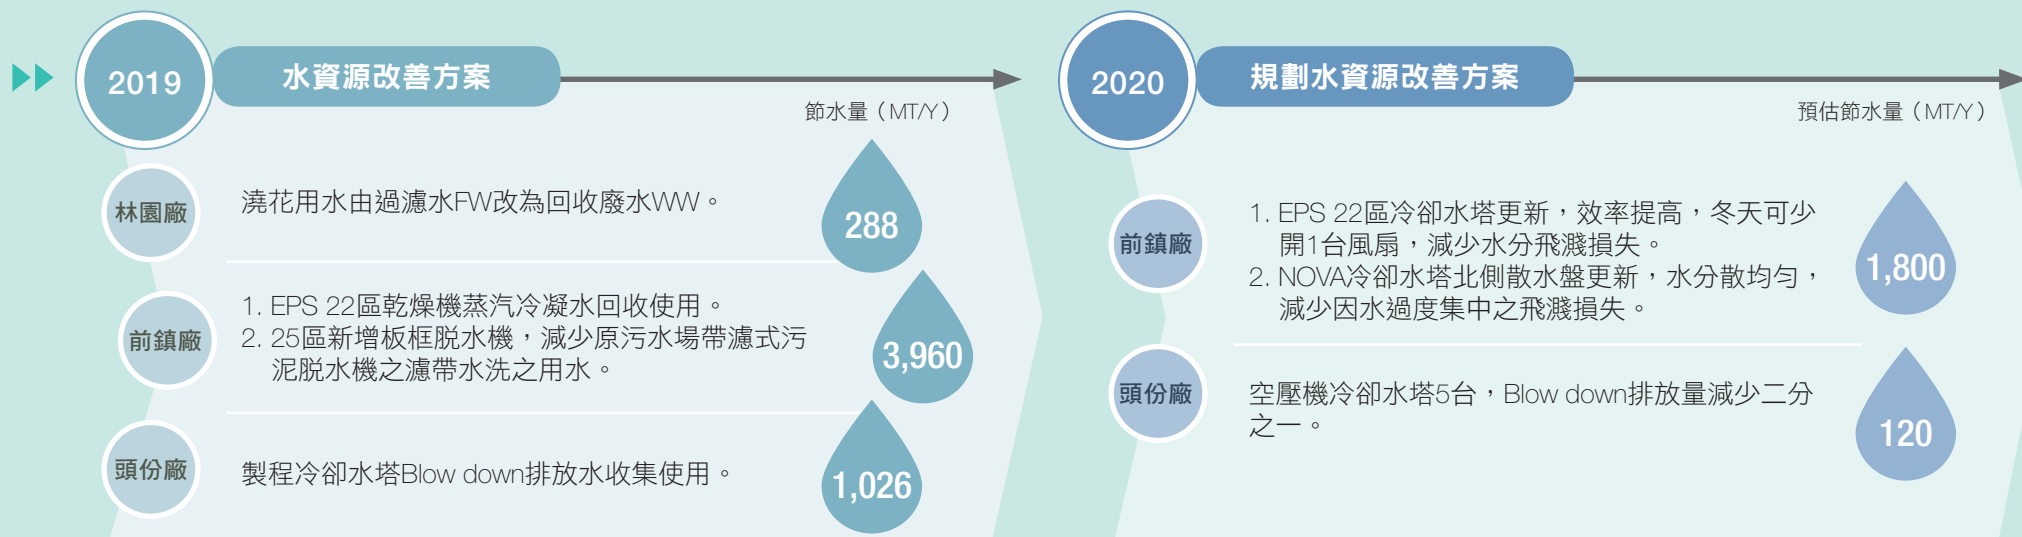 2019
水資源改善方案
節水量（MT/Y）
林園廠
澆花用水由過濾水FW改為回收廢水WW。
288
前鎮廠
1. EPS 22區乾燥機蒸汽冷凝水回收使用。
2. 25區新增板框脫水機，減少原污水場帶濾式污
泥脫水機之濾帶水洗之用水。
3,960
頭份廠
製程冷卻水塔Blow down排放水收集使用。
1,026
2020
規劃水資源改善方案
預估節水量（MT/Y）
前鎮廠
1. EPS 22區冷卻水塔更新，效率提高，冬天可少
開1台風扇，減少水分飛濺損失。
2. NOVA冷卻水塔北側散水盤更新，水分散均勻，
減少因水過度集中之飛濺損失。
1,800
頭份廠
空壓機冷卻水塔5台，Blow down排放量減少二分
之一。
120